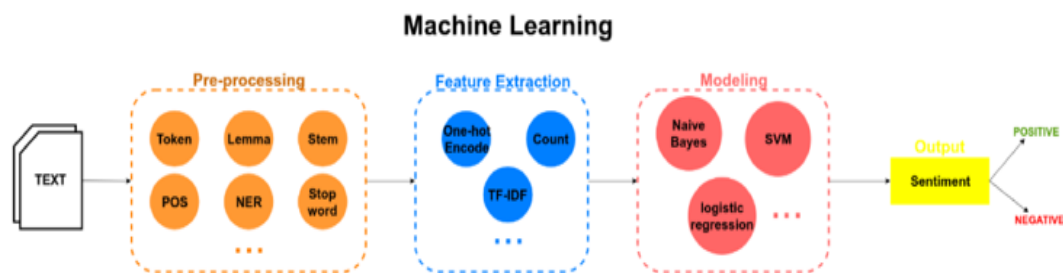 Machine Learning
Pre-processing
Feature Extraction
Modeling
Output
TEXT
Token
Lemma
Stem
POS
NER
Stop
word
...
One-hot
Encode
Count
TF-IDF
...
Naive
Bayes
SVM
logistic
regression
...
Sentiment
POSITIVE
NEGATIVE